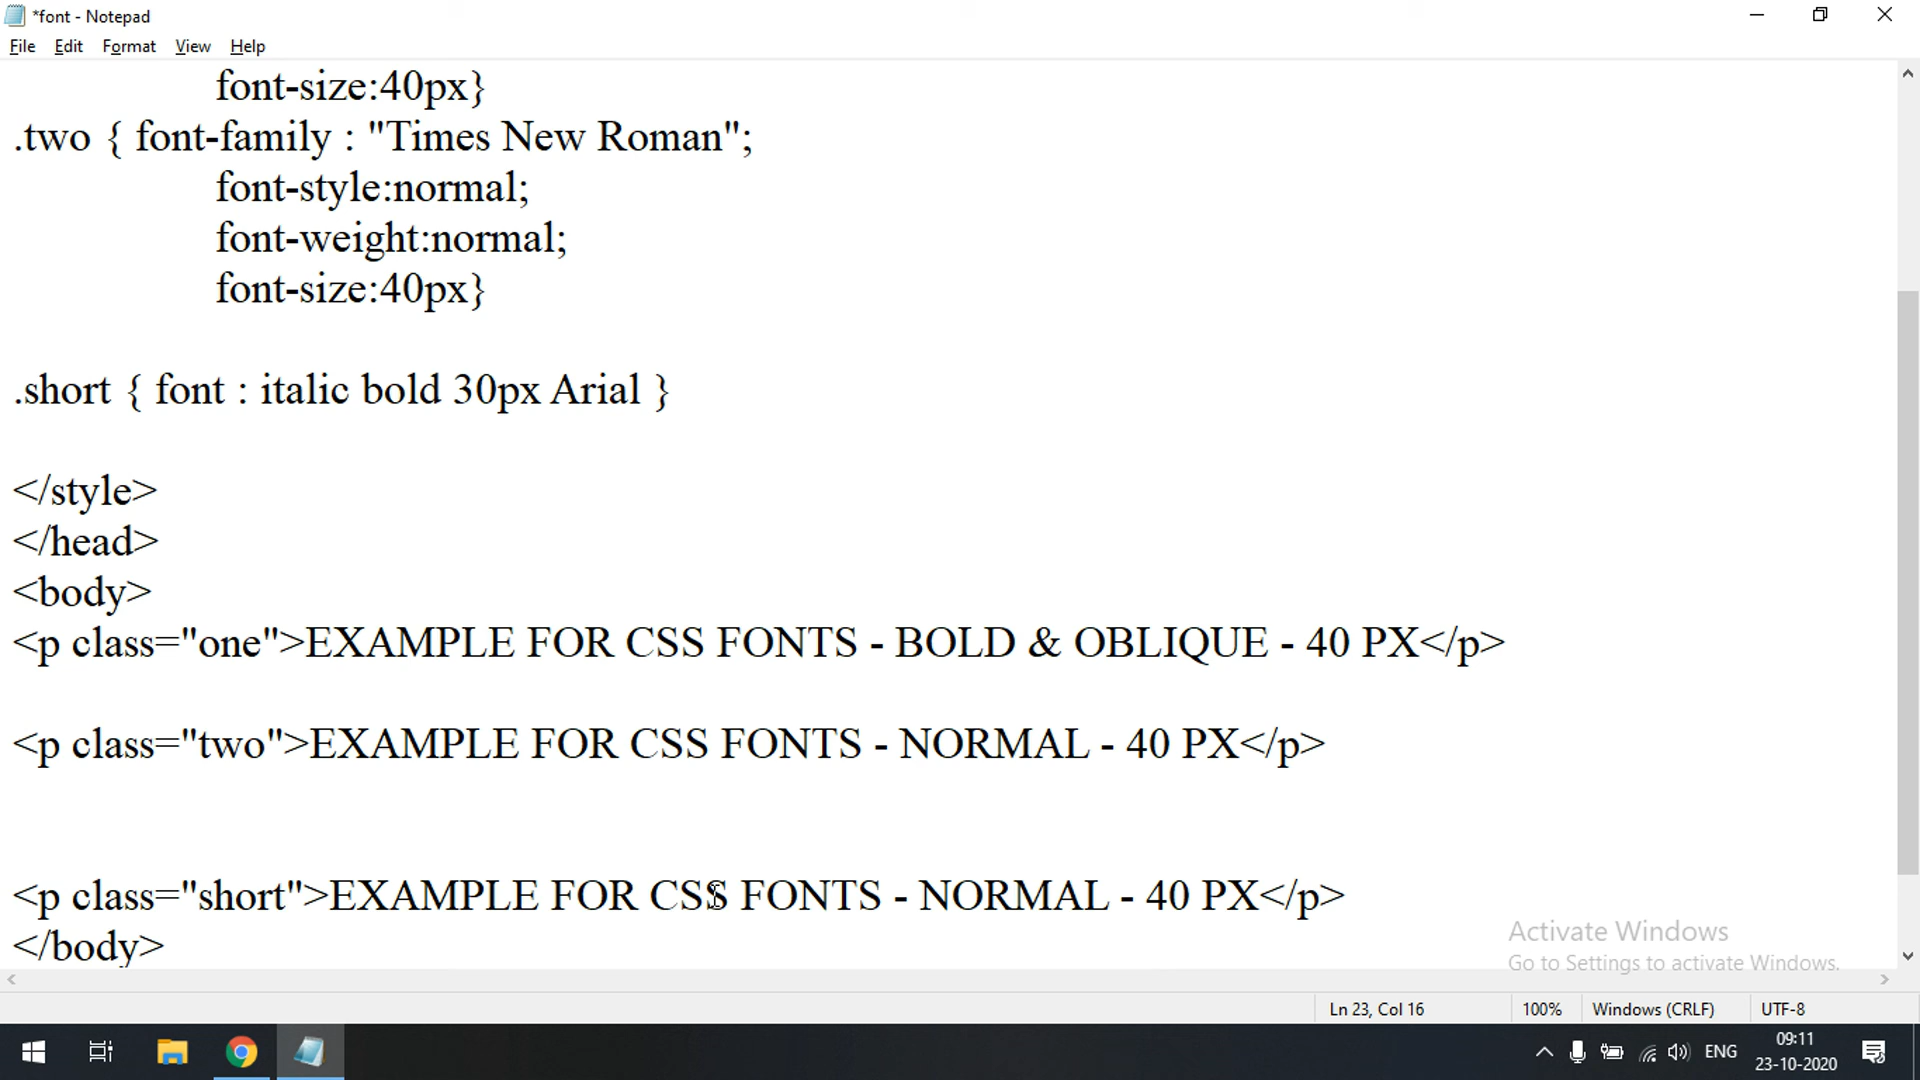 *font - Notepad
File Edit Format View Help
font-size:40px}
.two { font-family : "Times New Roman";
font-style:normal;
font-weight:normal;
font-size:40px}
.short { font : italic bold 30px Arial }
</style>
</head>
<body>
<p class="one">EXAMPLE FOR CSS FONTS - BOLD & OBLIQUE - 40 PX</p>
<p class="two">EXAMPLE FOR CSS FONTS - NORMAL - 40 PX</p>
<p class="short">EXAMPLE FOR CSS FONTS - NORMAL - 40 PX</p>
</body>
Activate Windows
Go to Settings to activate Windows.
Ln 23, Col 16 100% Windows (CRLF) UTF-8
ENG 09:11
23-10-2020